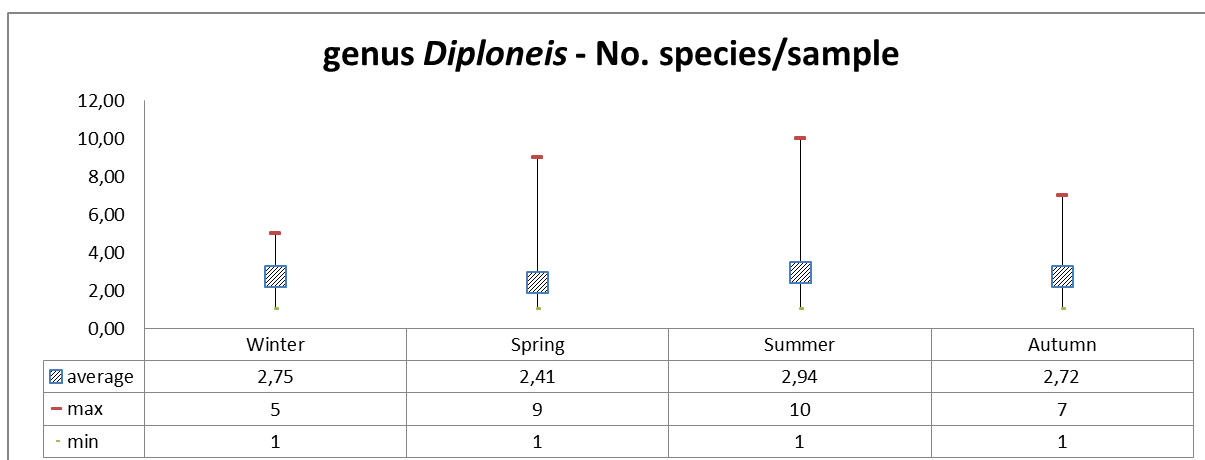 genus Diploneis - No. species/sample
12,00
10,00
8,00
6,00
4,00
2,00
0,00
Winter Spring Summer Autumn
average 2,75 2,41 2,94 2,72
max 5 9 10 7
min 1 1 1 1